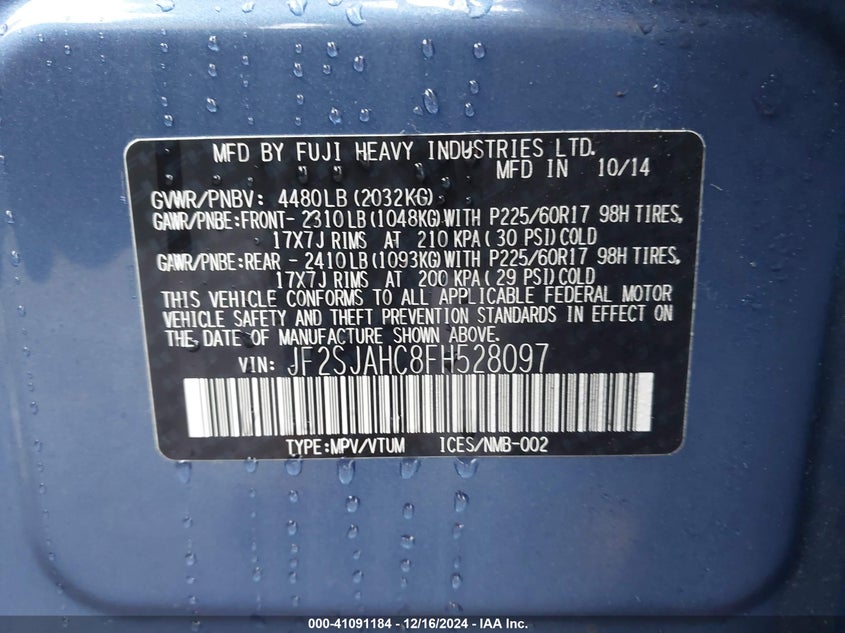 MFD BY FUJI HEAVY INDUSTRIES LTD.
MFD IN 10/14
GVWR/PNBV: 4480LB (2032KG)
GAWR/PNBE:FRONT- 2310LB(1048KG)WITH P225/60R17 98H TIRES,
17X7J RIMS AT 210 KPA( 30 PSI)COLD
GAWR/PNBE:REAR - 2410LB(1093KG)WITH P225/60R17 98H TIRES,
17X7J RIMS AT 200 KPA( 29 PSI)COLD
THIS VEHICLE CONFORMS TO ALL APPLICABLE FEDERAL MOTOR
VEHICLE SAFETY AND THEFT PREVENTION STANDARDS IN EFFECT ON
THE DATE OF MANUFACTURE SHOWN ABOVE.
VIN: JF2SJAHC8FH528097
TYPE:MPV/VTUM ICES/NMB-002
000-41091184 - 12/16/2024 - IAA Inc.